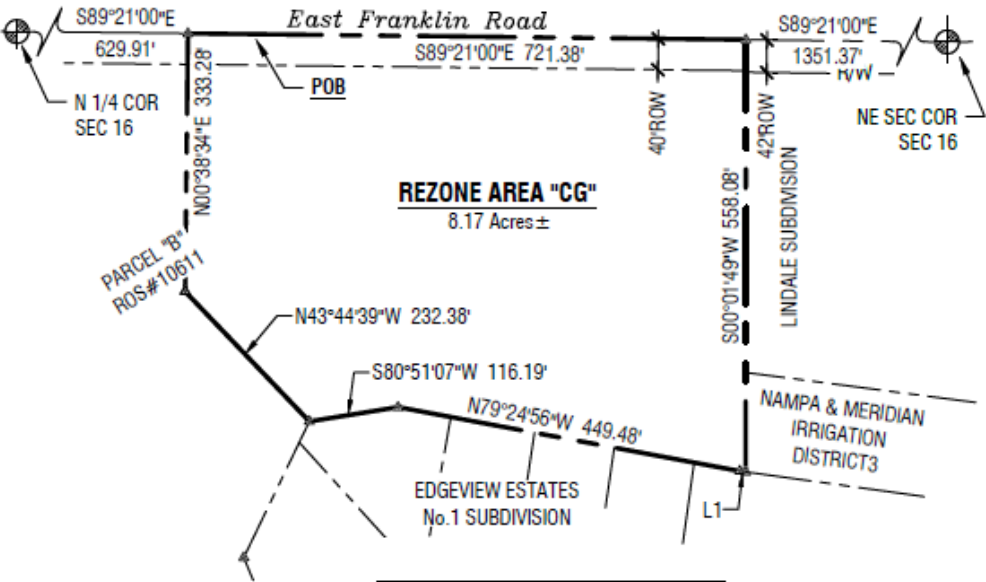 S89°21'00"E
East Franklin Road
S89°21'00"E
629.91'
S89°21'00"E 721.38'
1351.37'
R/W
POB
N 1/4 COR
SEC 16
NE SEC COR
SEC 16
N00°38'34"E 333.28'
40'ROW
42'ROW
REZONE AREA "CG"
8.17 Acres±
S00°01'49"W 558.08'
LINDALE SUBDIVISION
PARCEL "B"
ROS#10611
N43°44'39"W 232.38'
S80°51'07"W 116.19'
N79°24'56"W 449.48'
NAMPA & MERIDIAN
IRRIGATION
DISTRICT3
EDGEVIEW ESTATES
No.1 SUBDIVISION
L1